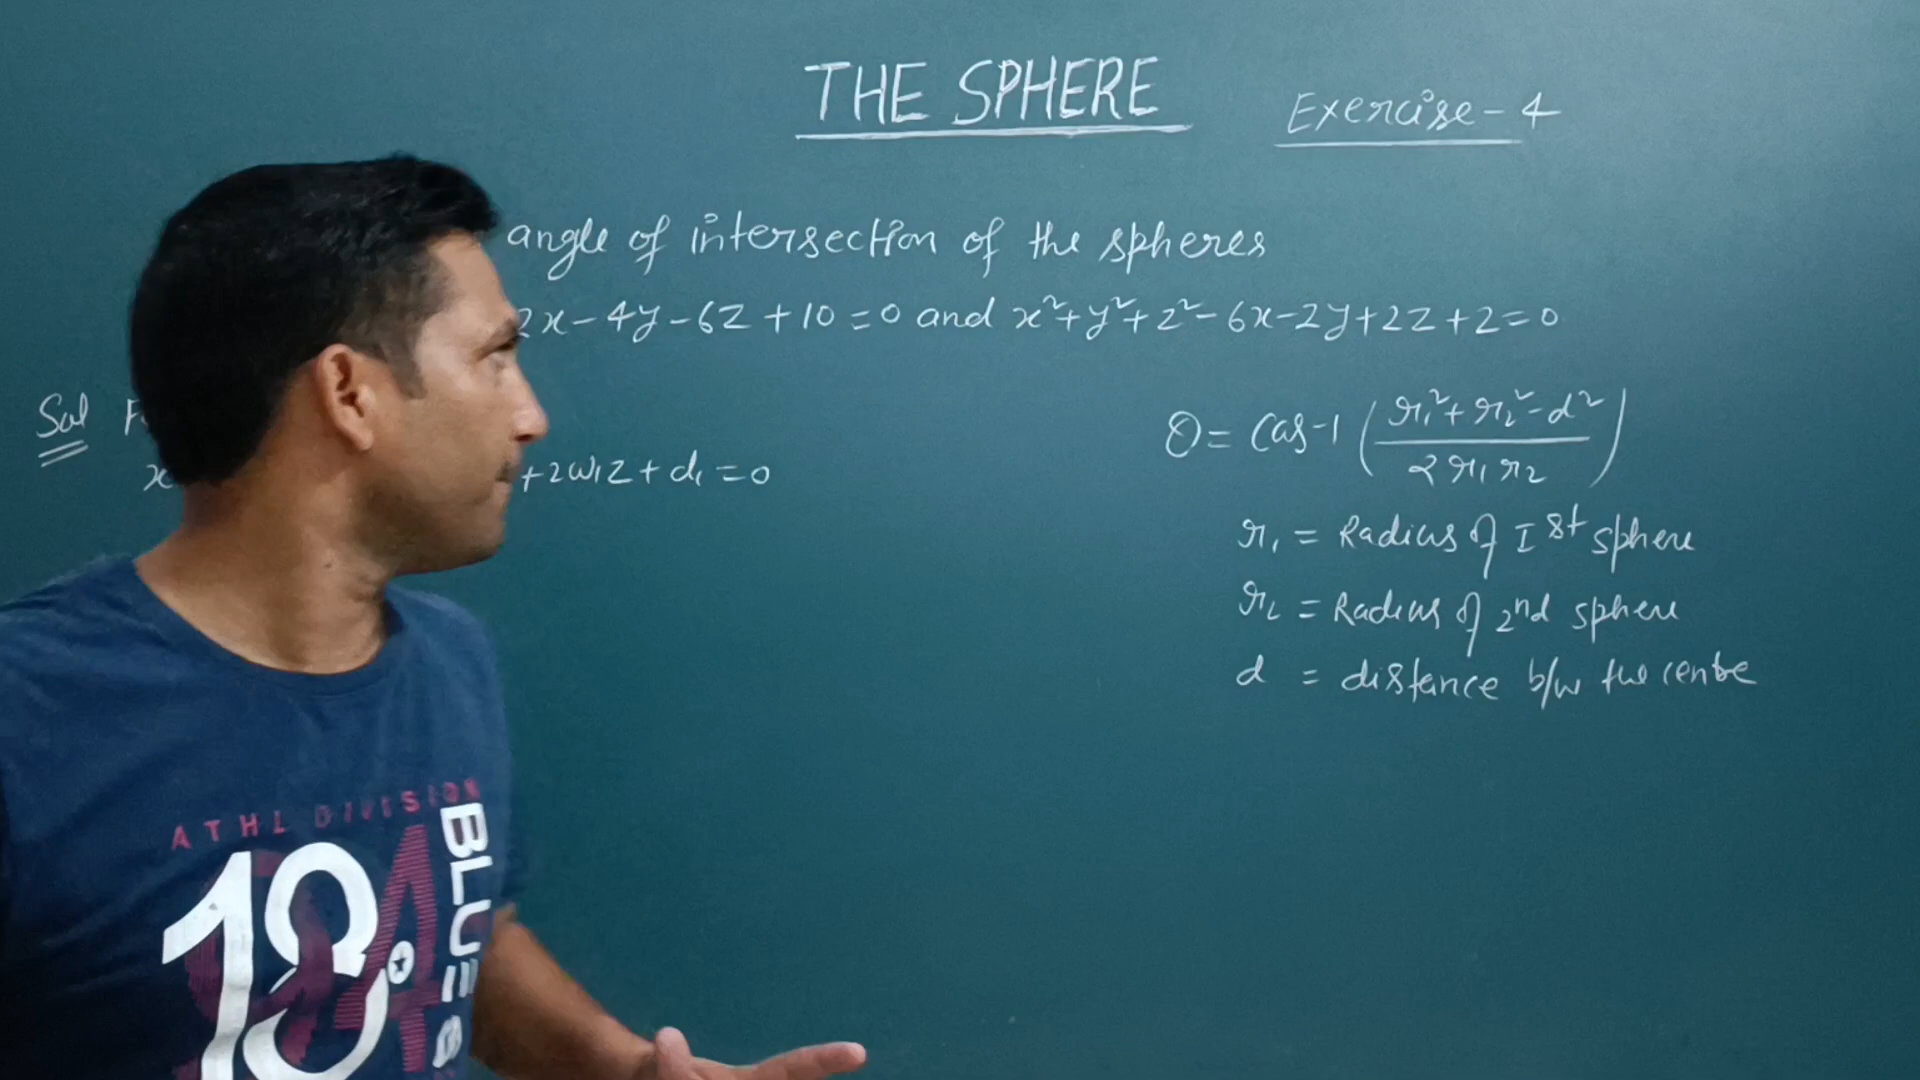 THE SPHERE Exercise-4
angle of intersection of the spheres
2x-4y-6z+10=0 and x²+y²+z²-6x-2y+2z+2=0
Sol
x +2w₁z+d₁=0
θ = Cos-1 ( r₁²+r₂²-d² / 2r₁r₂ )
r₁ = Radius of Ist sphere
r₂ = Radius of 2nd sphere
d = distance b/w the centre
ATHL DIVISION
BLUES